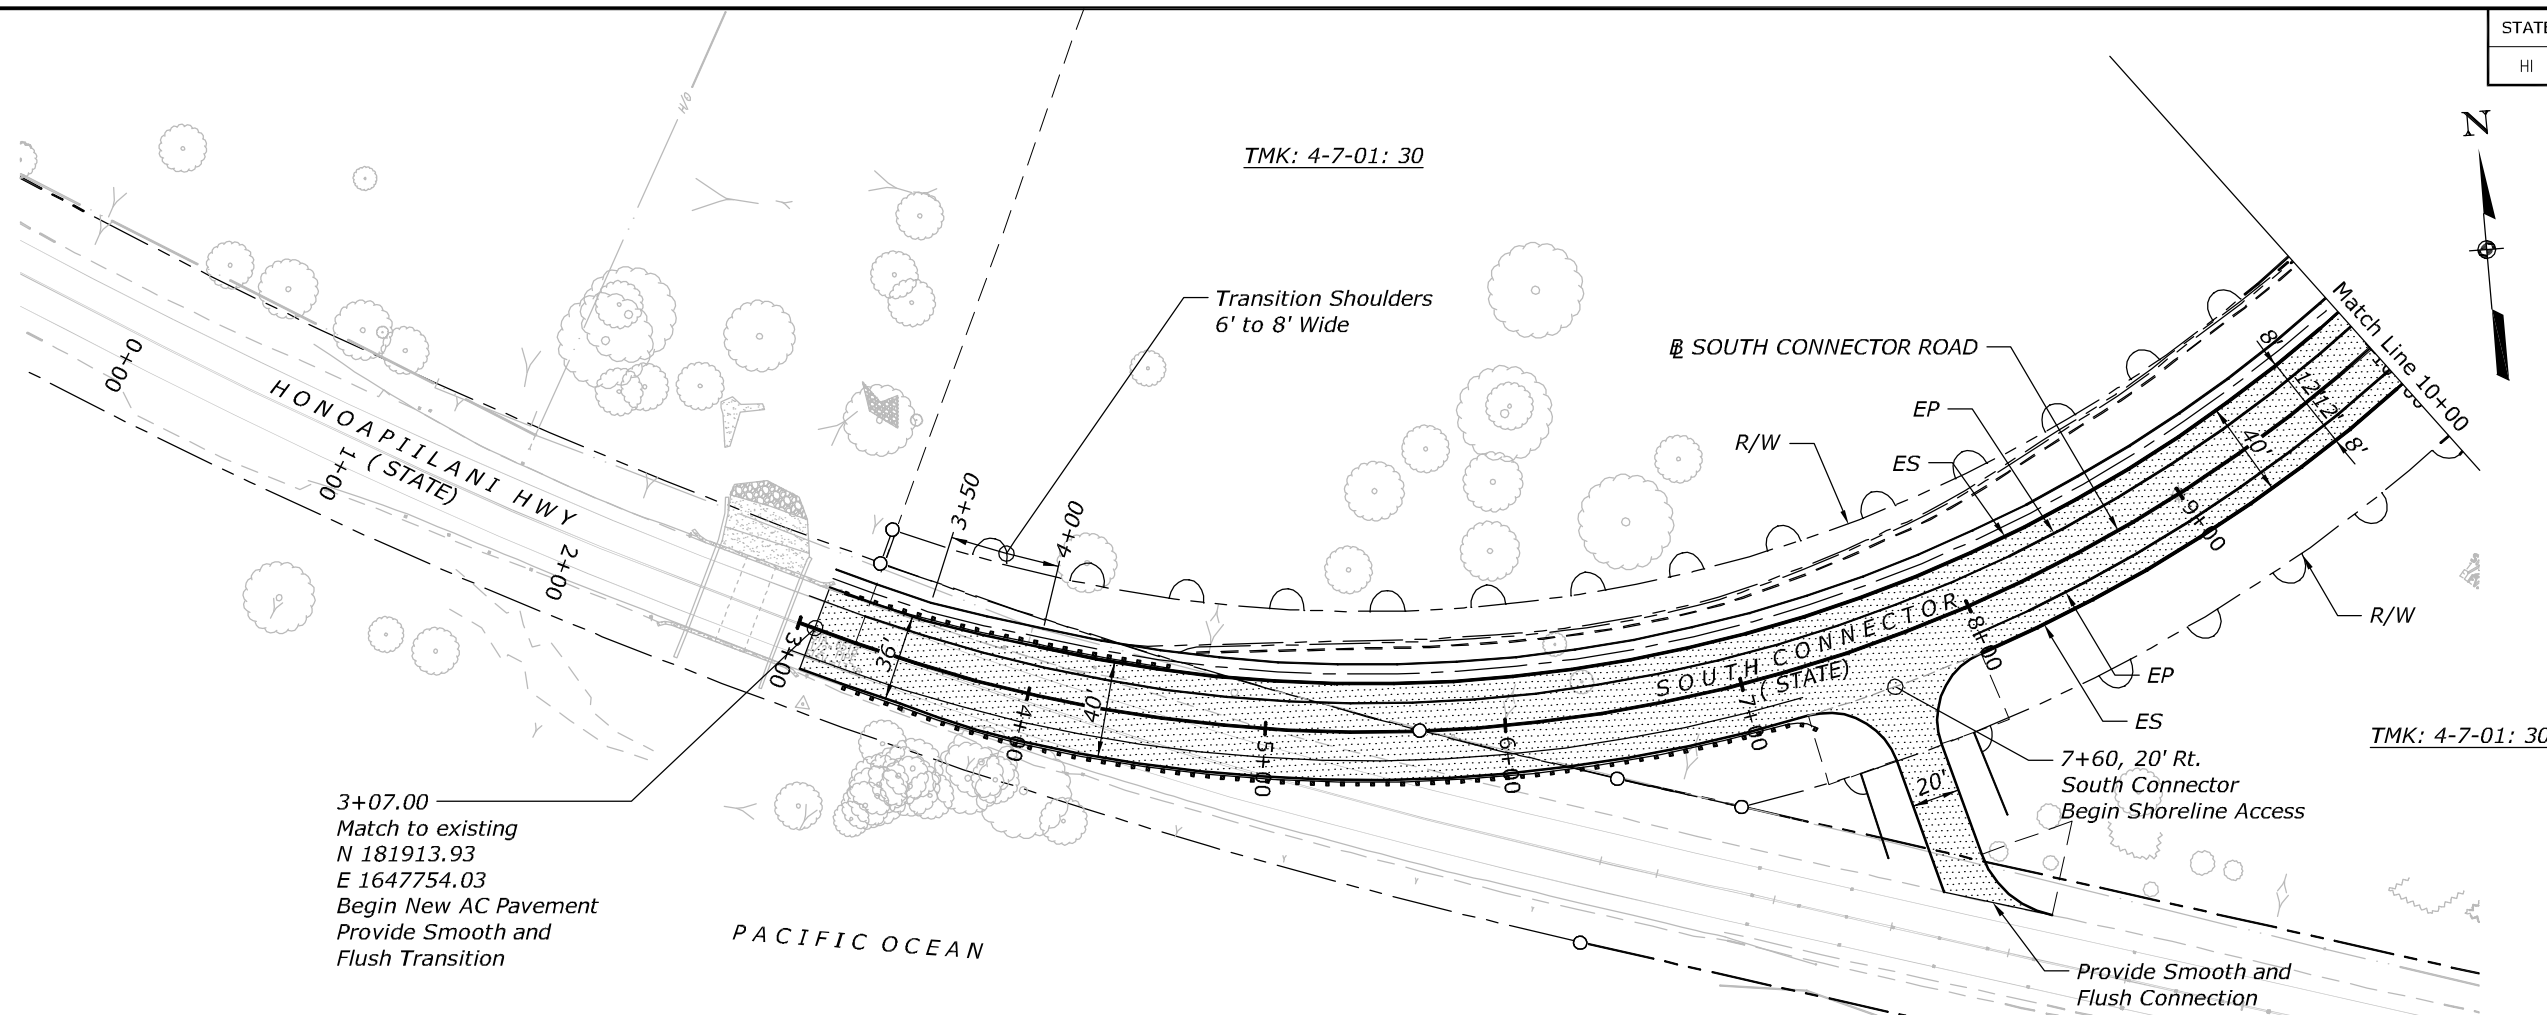 STATE
HI
N
H/O
TMK: 4-7-01: 30
Transition Shoulders
6' to 8' Wide
Match Line 10+00
BL SOUTH CONNECTOR ROAD
EP
R/W
ES
8'
12'
12'
8'
40'
0+00
HONOAPIILANI HWY
( STATE)
1+00
2+00
3+50
4+00
3+00
36'
40'
4+00
5+00
6+00
7+00
8+00
9+00
SOUTH CONNECTOR
( STATE)
R/W
EP
ES
TMK: 4-7-01: 30
7+60, 20' Rt.
South Connector
Begin Shoreline Access
20'
3+07.00
Match to existing
N 181913.93
E 1647754.03
Begin New AC Pavement
Provide Smooth and
Flush Transition
PACIFIC OCEAN
Provide Smooth and
Flush Connection